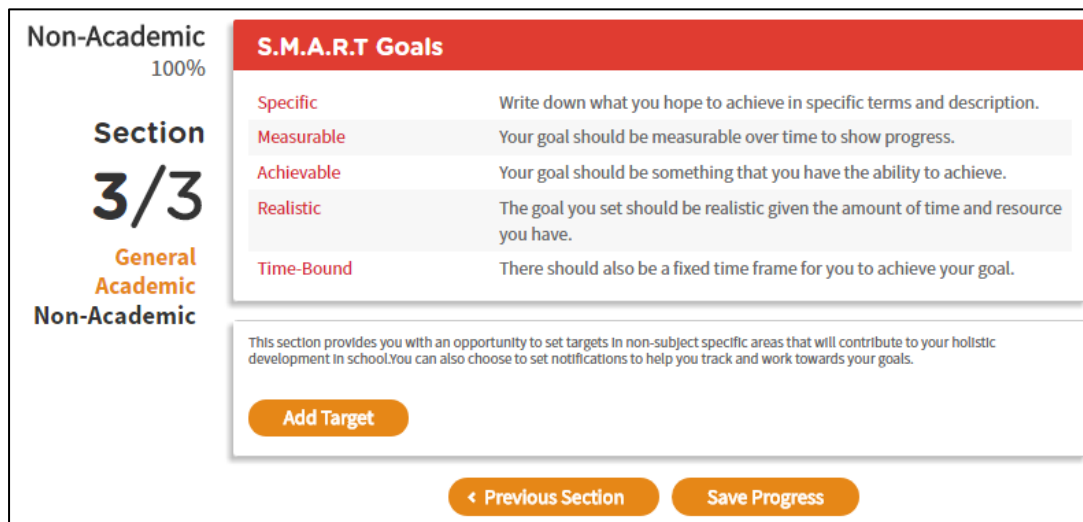 Non-Academic
100%
Section
3/3
General
Academic
Non-Academic
S.M.A.R.T Goals
Specific Write down what you hope to achieve in specific terms and description.
Measurable Your goal should be measurable over time to show progress.
Achievable Your goal should be something that you have the ability to achieve.
Realistic The goal you set should be realistic given the amount of time and resource
you have.
Time-Bound There should also be a fixed time frame for you to achieve your goal.
This section provides you with an opportunity to set targets in non-subject specific areas that will contribute to your holistic
development in school.You can also choose to set notifications to help you track and work towards your goals.
Add Target
‹ Previous Section
Save Progress